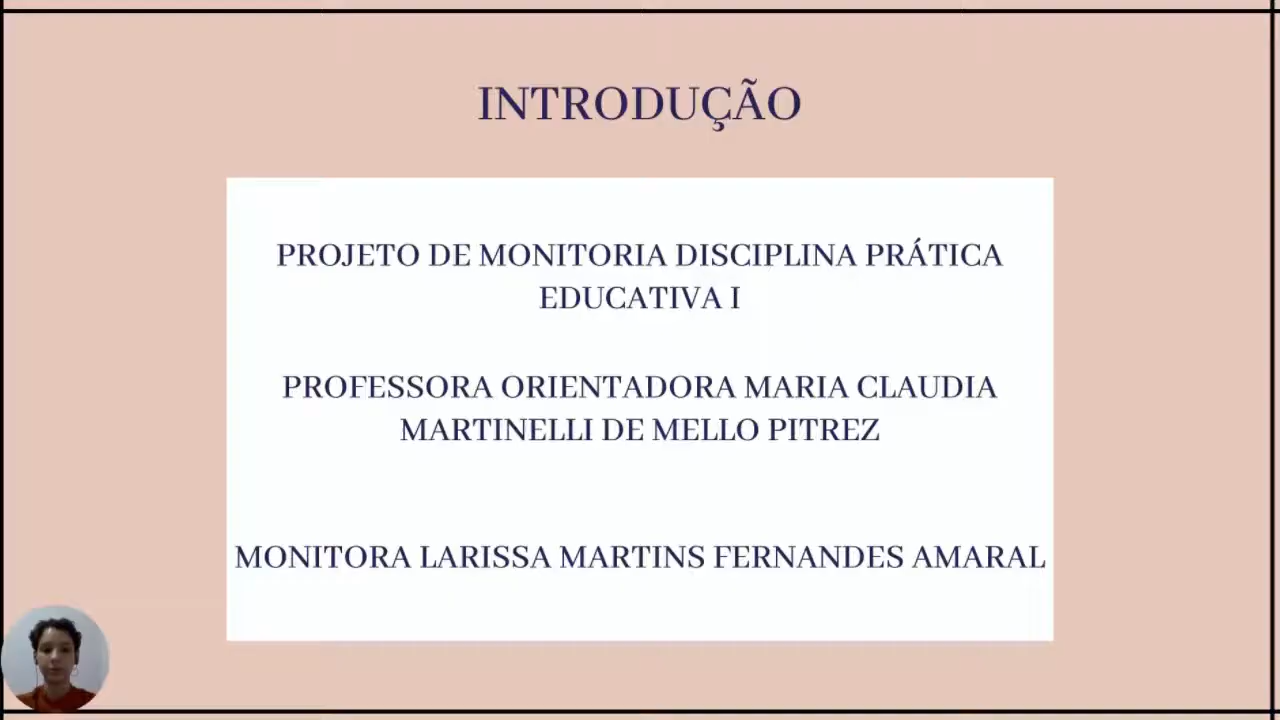 INTRODUÇÃO
PROJETO DE MONITORIA DISCIPLINA PRÁTICA
EDUCATIVA I
PROFESSORA ORIENTADORA MARIA CLAUDIA
MARTINELLI DE MELLO PITREZ
MONITORA LARISSA MARTINS FERNANDES AMARAL